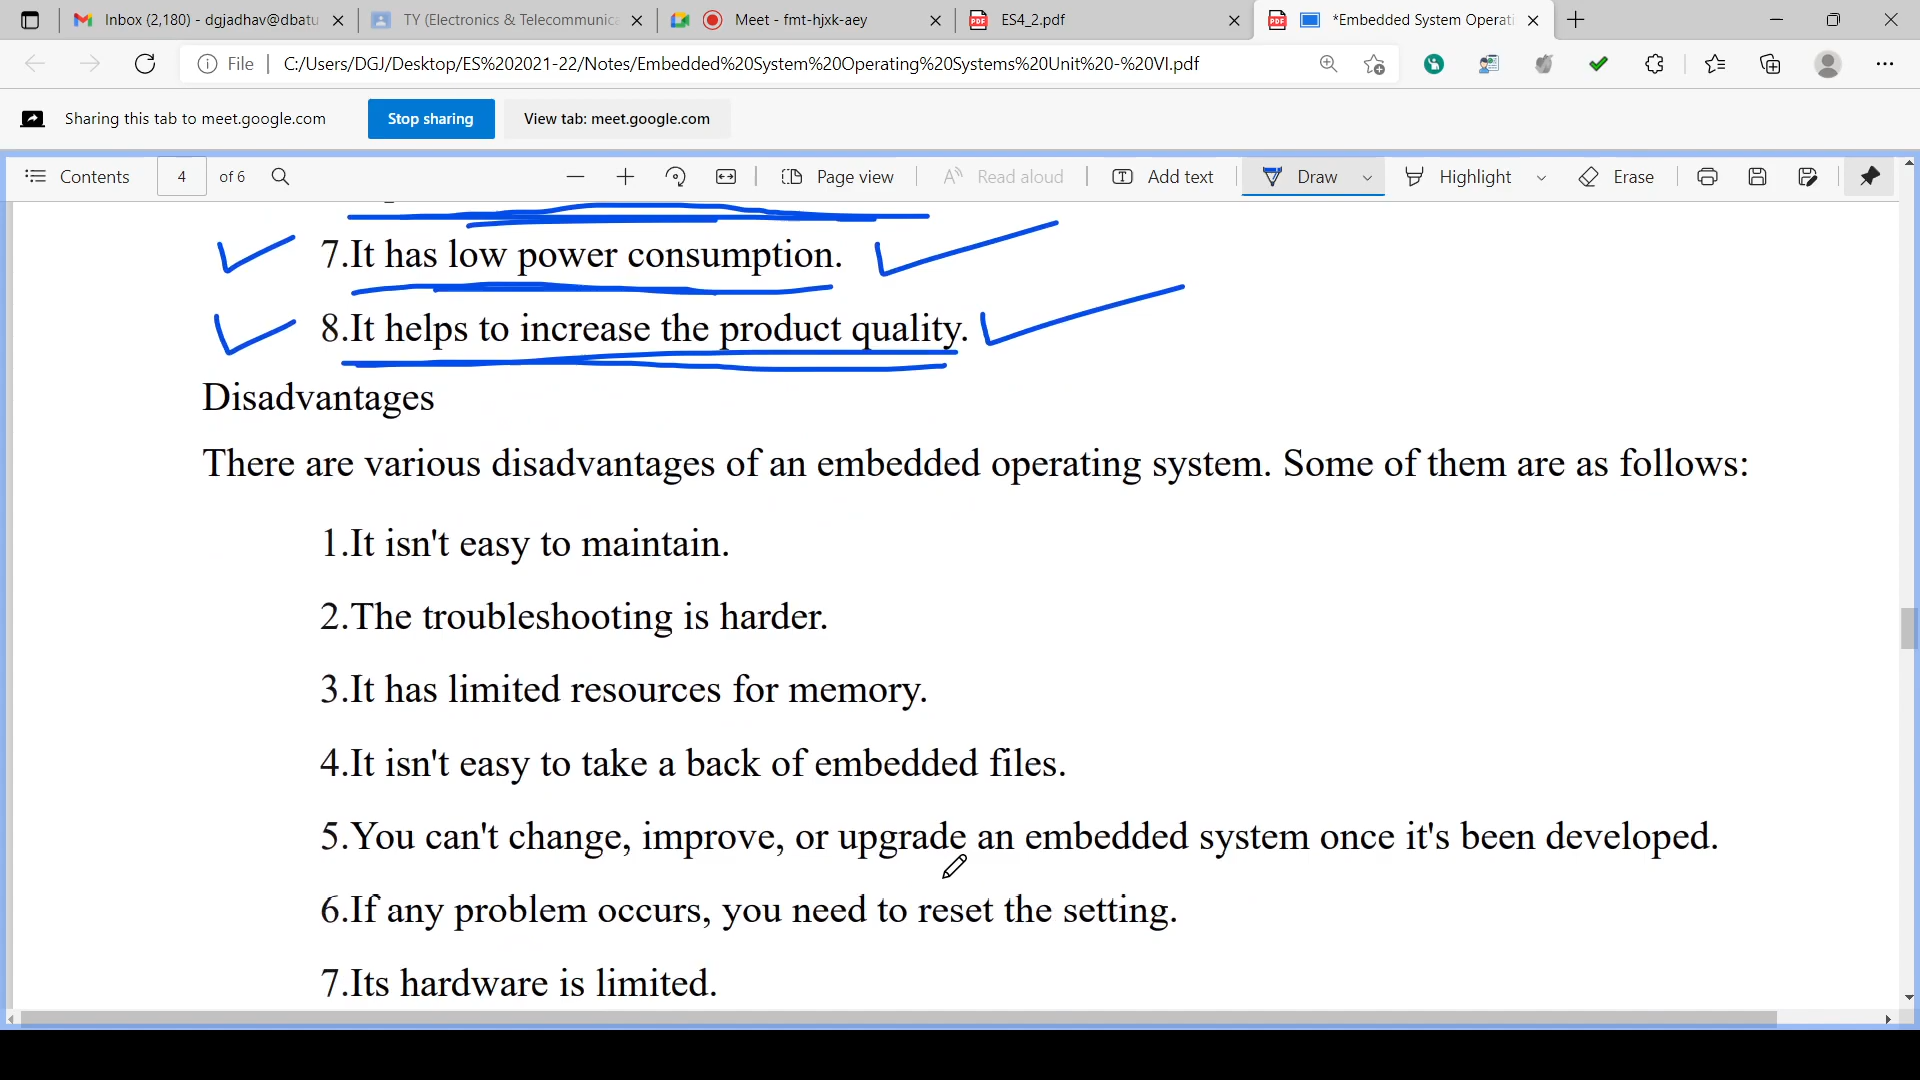 Inbox (2,180) - dgjadhav@dbatu
TY (Electronics & Telecommunica
Meet - fmt-hjxk-aey
ES4_2.pdf
*Embedded System Operati
File
C:/Users/DGJ/Desktop/ES%202021-22/Notes/Embedded%20System%20Operating%20Systems%20Unit%20-%20VI.pdf
Sharing this tab to meet.google.com
Stop sharing
View tab: meet.google.com
Contents
4
of 6
Page view
Read aloud
Add text
Draw
Highlight
Erase
7.It has low power consumption.
8.It helps to increase the product quality.
Disadvantages
There are various disadvantages of an embedded operating system. Some of them are as follows:
1.It isn't easy to maintain.
2.The troubleshooting is harder.
3.It has limited resources for memory.
4.It isn't easy to take a back of embedded files.
5.You can't change, improve, or upgrade an embedded system once it's been developed.
6.If any problem occurs, you need to reset the setting.
7.Its hardware is limited.